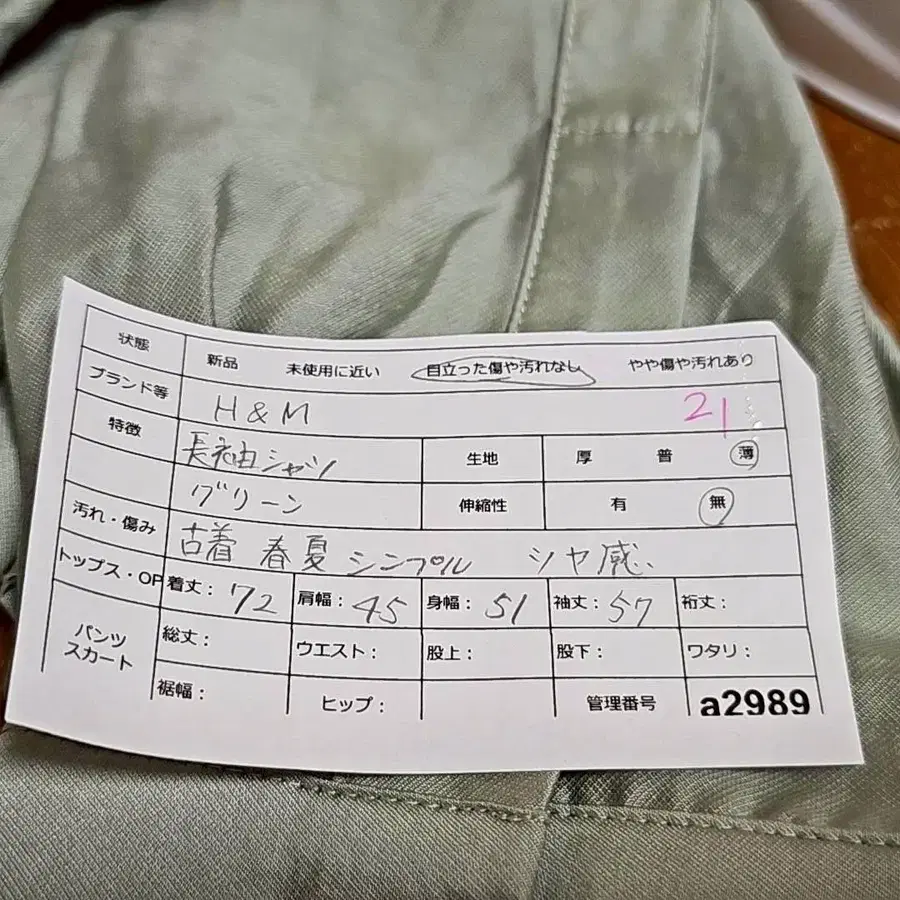 状態 新品 未使用に近い 目立った傷や汚れなし やや傷や汚れあり
ブランド等 H&M 21
特徴 長袖シャツ 生地 厚 普 薄
グリーン 伸縮性 有 無
汚れ・傷み 古着 春夏 シンプル シヤ感、
トップス・OP 着丈: 72 肩幅: 45 身幅: 51 袖丈: 57 裄丈:
パンツ
スカート
総丈: ウエスト: 股上: 股下: ワタリ:
裾幅: ヒップ: 管理番号 a2989